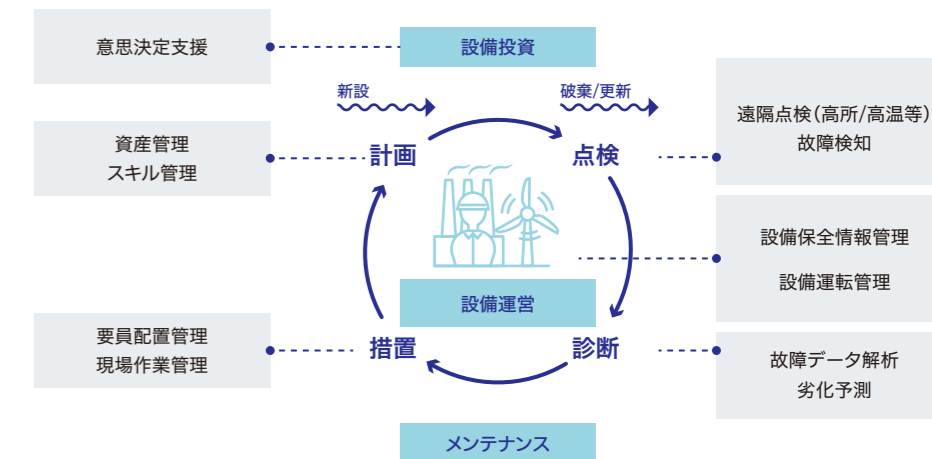 意思決定支援
設備投資
新設
破棄/更新
遠隔点検(高所/高温等)
故障検知
資産管理
スキル管理
計画
点検
設備保全情報管理
設備運転管理
設備運営
要員配置管理
現場作業管理
措置
診断
故障データ解析
劣化予測
メンテナンス